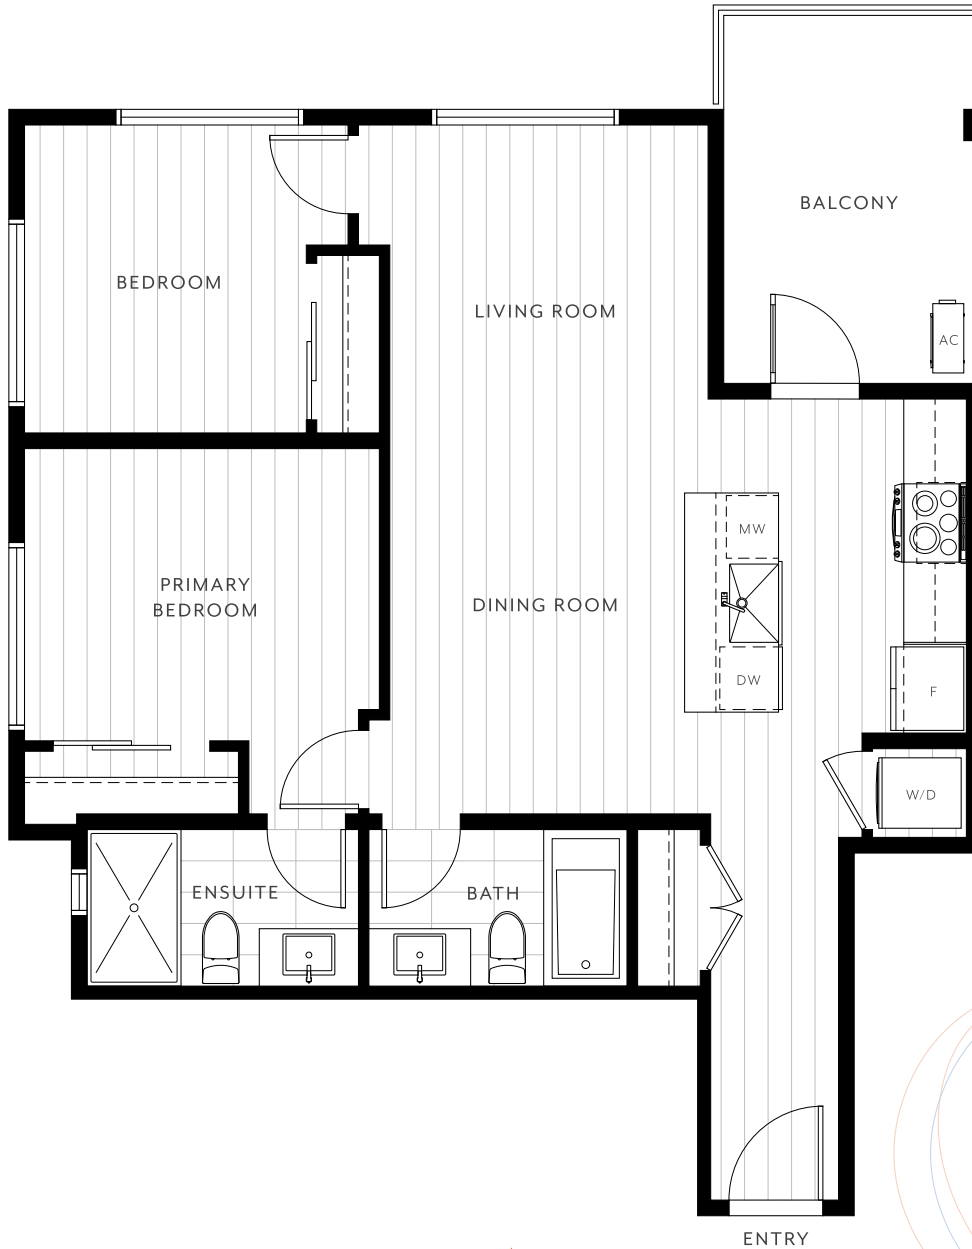 BALCONY
BEDROOM
LIVING ROOM
AC
MW
PRIMARY
BEDROOM
DINING ROOM
DW
F
W/D
ENSUITE
BATH
ENTRY